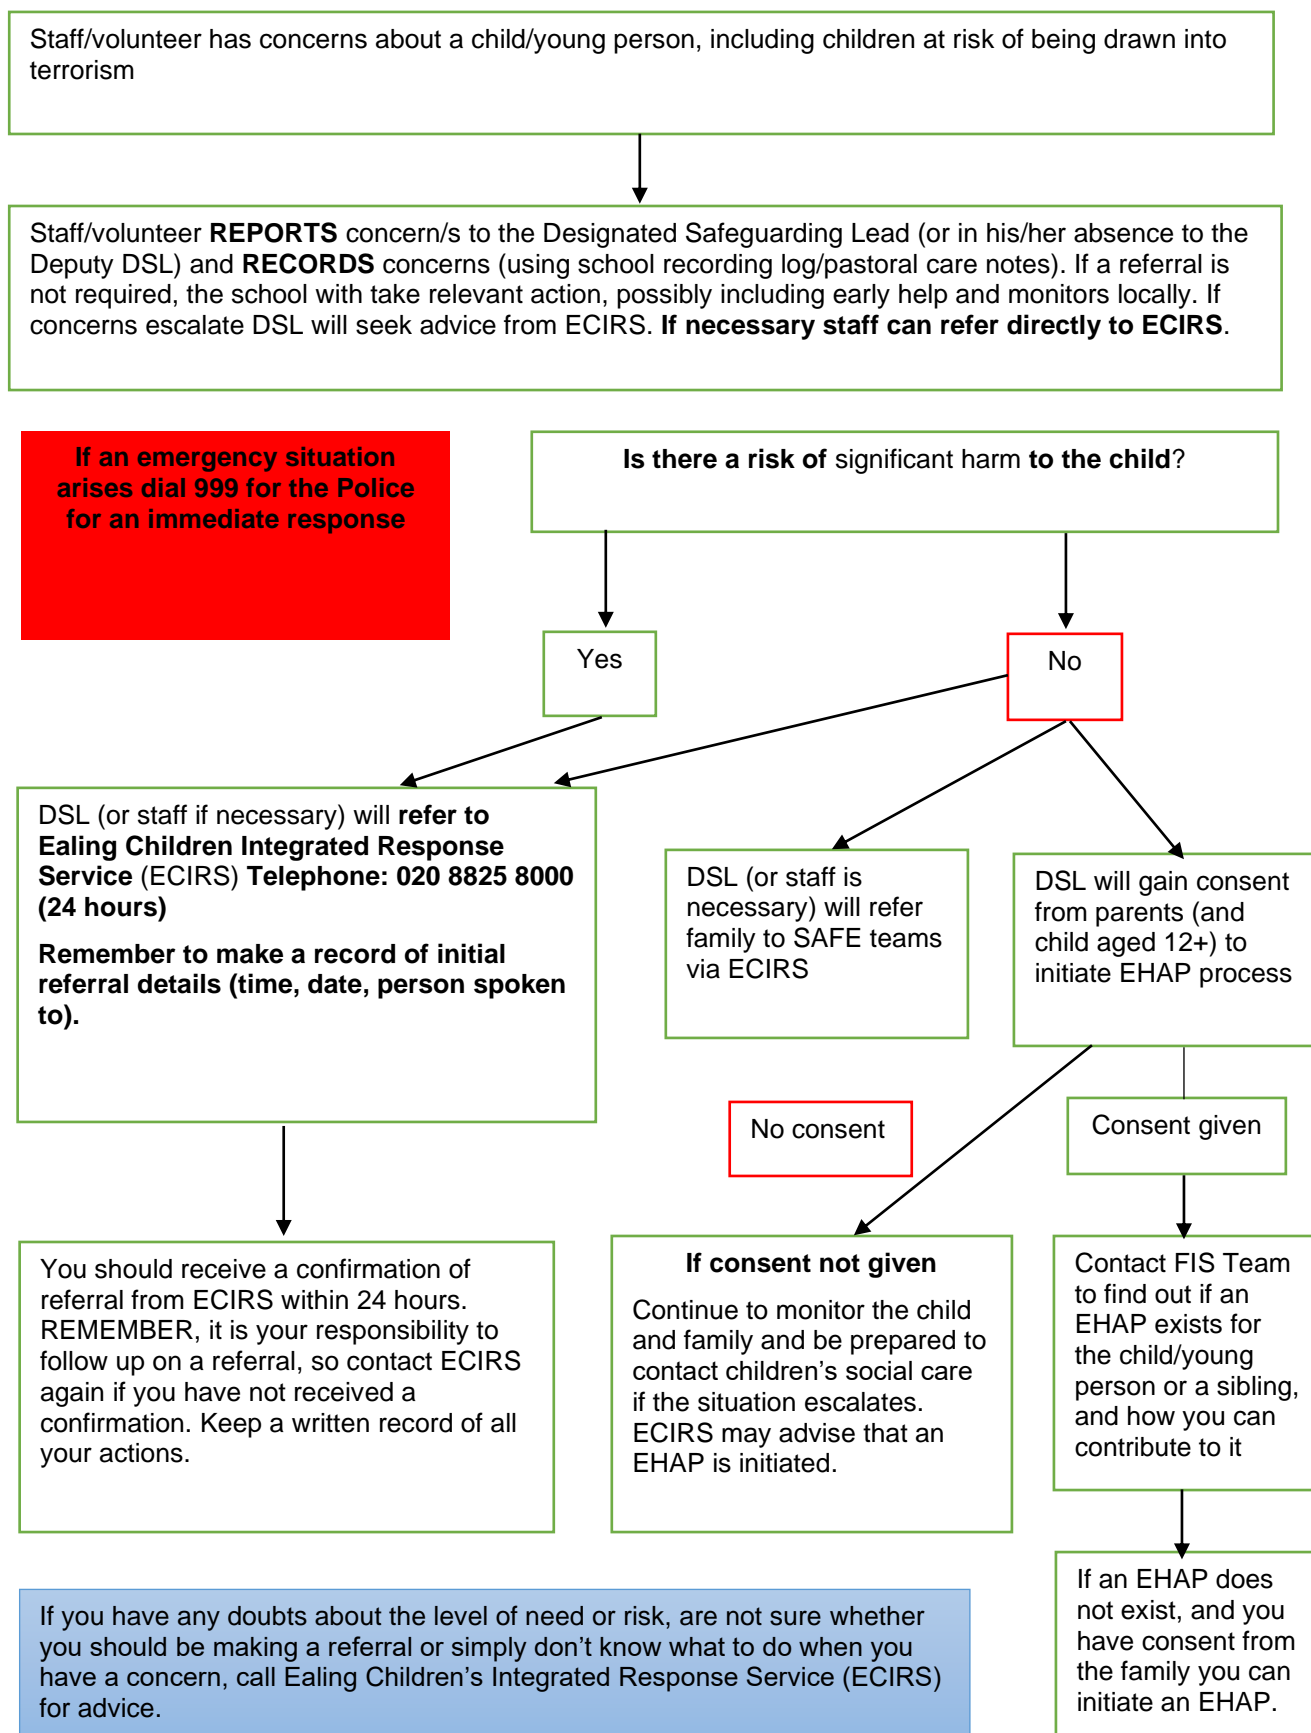 Staff/volunteer has concerns about a child/young person, including children at risk of being drawn into
terrorism
Staff/volunteer REPORTS concern/s to the Designated Safeguarding Lead (or in his/her absence to the
Deputy DSL) and RECORDS concerns (using school recording log/pastoral care notes). If a referral is
not required, the school with take relevant action, possibly including early help and monitors locally. If
concerns escalate DSL will seek advice from ECIRS. If necessary staff can refer directly to ECIRS.
If an emergency situation
arises dial 999 for the Police
for an immediate response
Is there a risk of significant harm to the child?
Yes
No
DSL (or staff if necessary) will refer to
Ealing Children Integrated Response
Service (ECIRS) Telephone: 020 8825 8000
(24 hours)
Remember to make a record of initial
referral details (time, date, person spoken
to).
DSL (or staff is
necessary) will refer
family to SAFE teams
via ECIRS
DSL will gain consent
from parents (and
child aged 12+) to
initiate EHAP process
No consent
Consent given
You should receive a confirmation of
referral from ECIRS within 24 hours.
REMEMBER, it is your responsibility to
follow up on a referral, so contact ECIRS
again if you have not received a
confirmation. Keep a written record of all
your actions.
If consent not given
Continue to monitor the child
and family and be prepared to
contact children’s social care
if the situation escalates.
ECIRS may advise that an
EHAP is initiated.
Contact FIS Team
to find out if an
EHAP exists for
the child/young
person or a sibling,
and how you can
contribute to it
If you have any doubts about the level of need or risk, are not sure whether
you should be making a referral or simply don’t know what to do when you
have a concern, call Ealing Children’s Integrated Response Service (ECIRS)
for advice.
If an EHAP does
not exist, and you
have consent from
the family you can
initiate an EHAP.